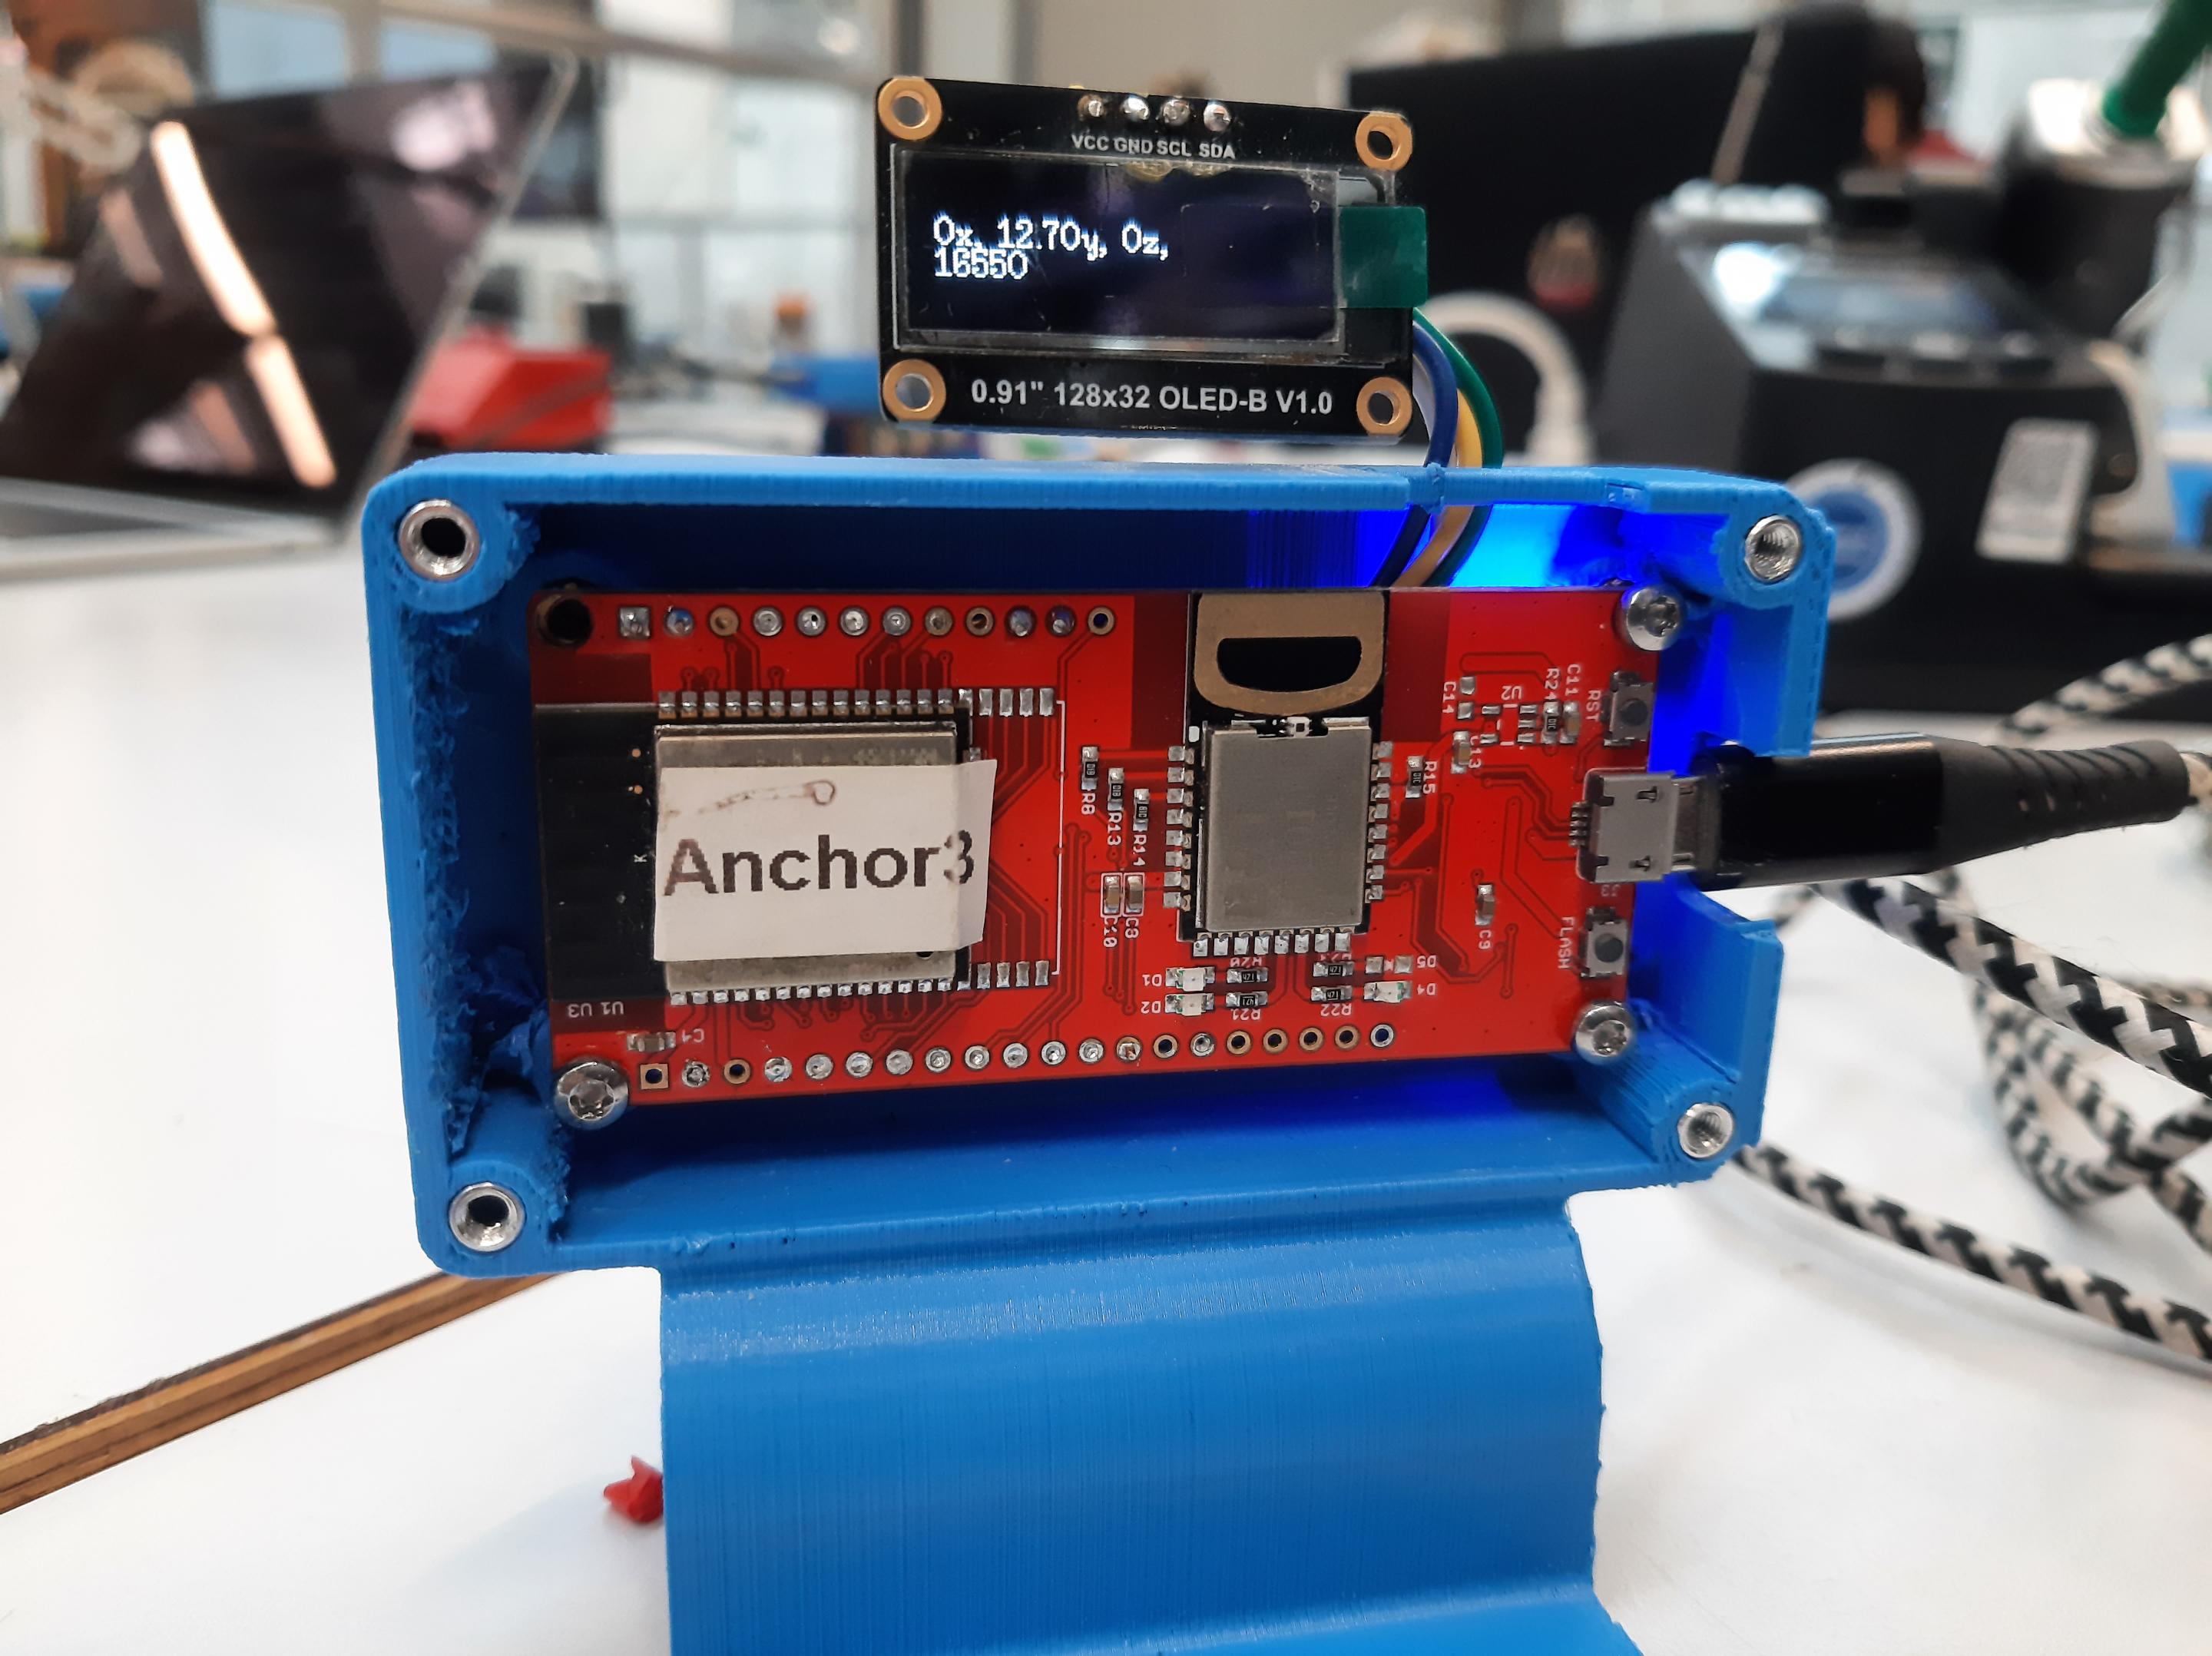 VCC GND SCL SDA
0x, 12.70y, 0z,
16550
0.91" 128x32 OLED-B V1.0
Anchor3
K
U1 U3
C4
R8
R13
R14
C10
C8
D1
D2
R20
R21
R22
D5
D4
R15
C14
C13
U2
R24
C11
RST
J3
FLASH
C9